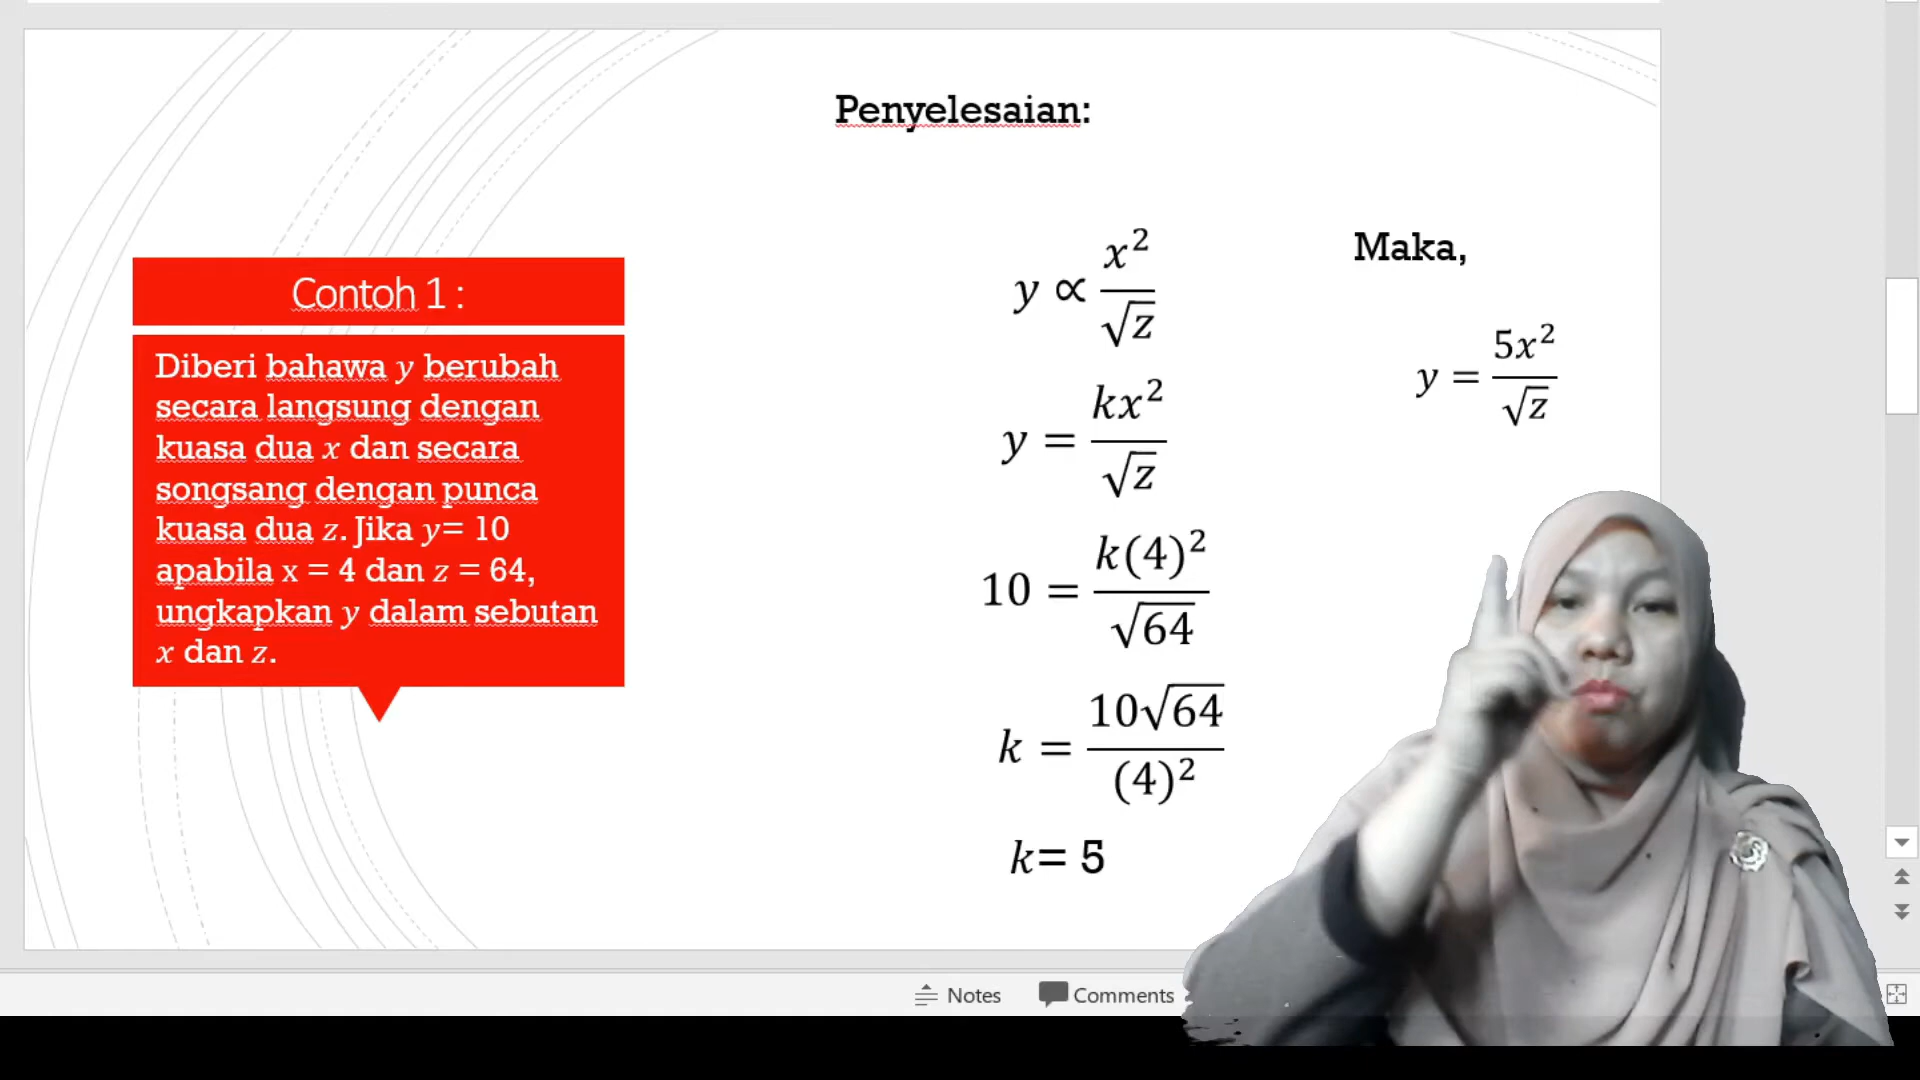 Penyelesaian:
Contoh 1 :
Diberi bahawa y berubah
secara langsung dengan
kuasa dua x dan secara
songsang dengan punca
kuasa dua z. Jika y= 10
apabila x = 4 dan z = 64,
ungkapkan y dalam sebutan
x dan z.
y ∝ x²/√z
y = kx²/√z
10 = k(4)²/√64
k = 10√64/(4)²
k= 5
Maka,
y = 5x²/√z
Notes
Comments